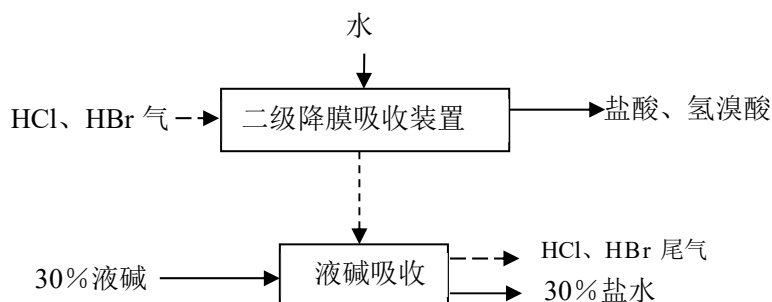 水
HCl、HBr 气
二级降膜吸收装置
盐酸、氢溴酸
30%液碱
液碱吸收
HCl、HBr 尾气
30%盐水